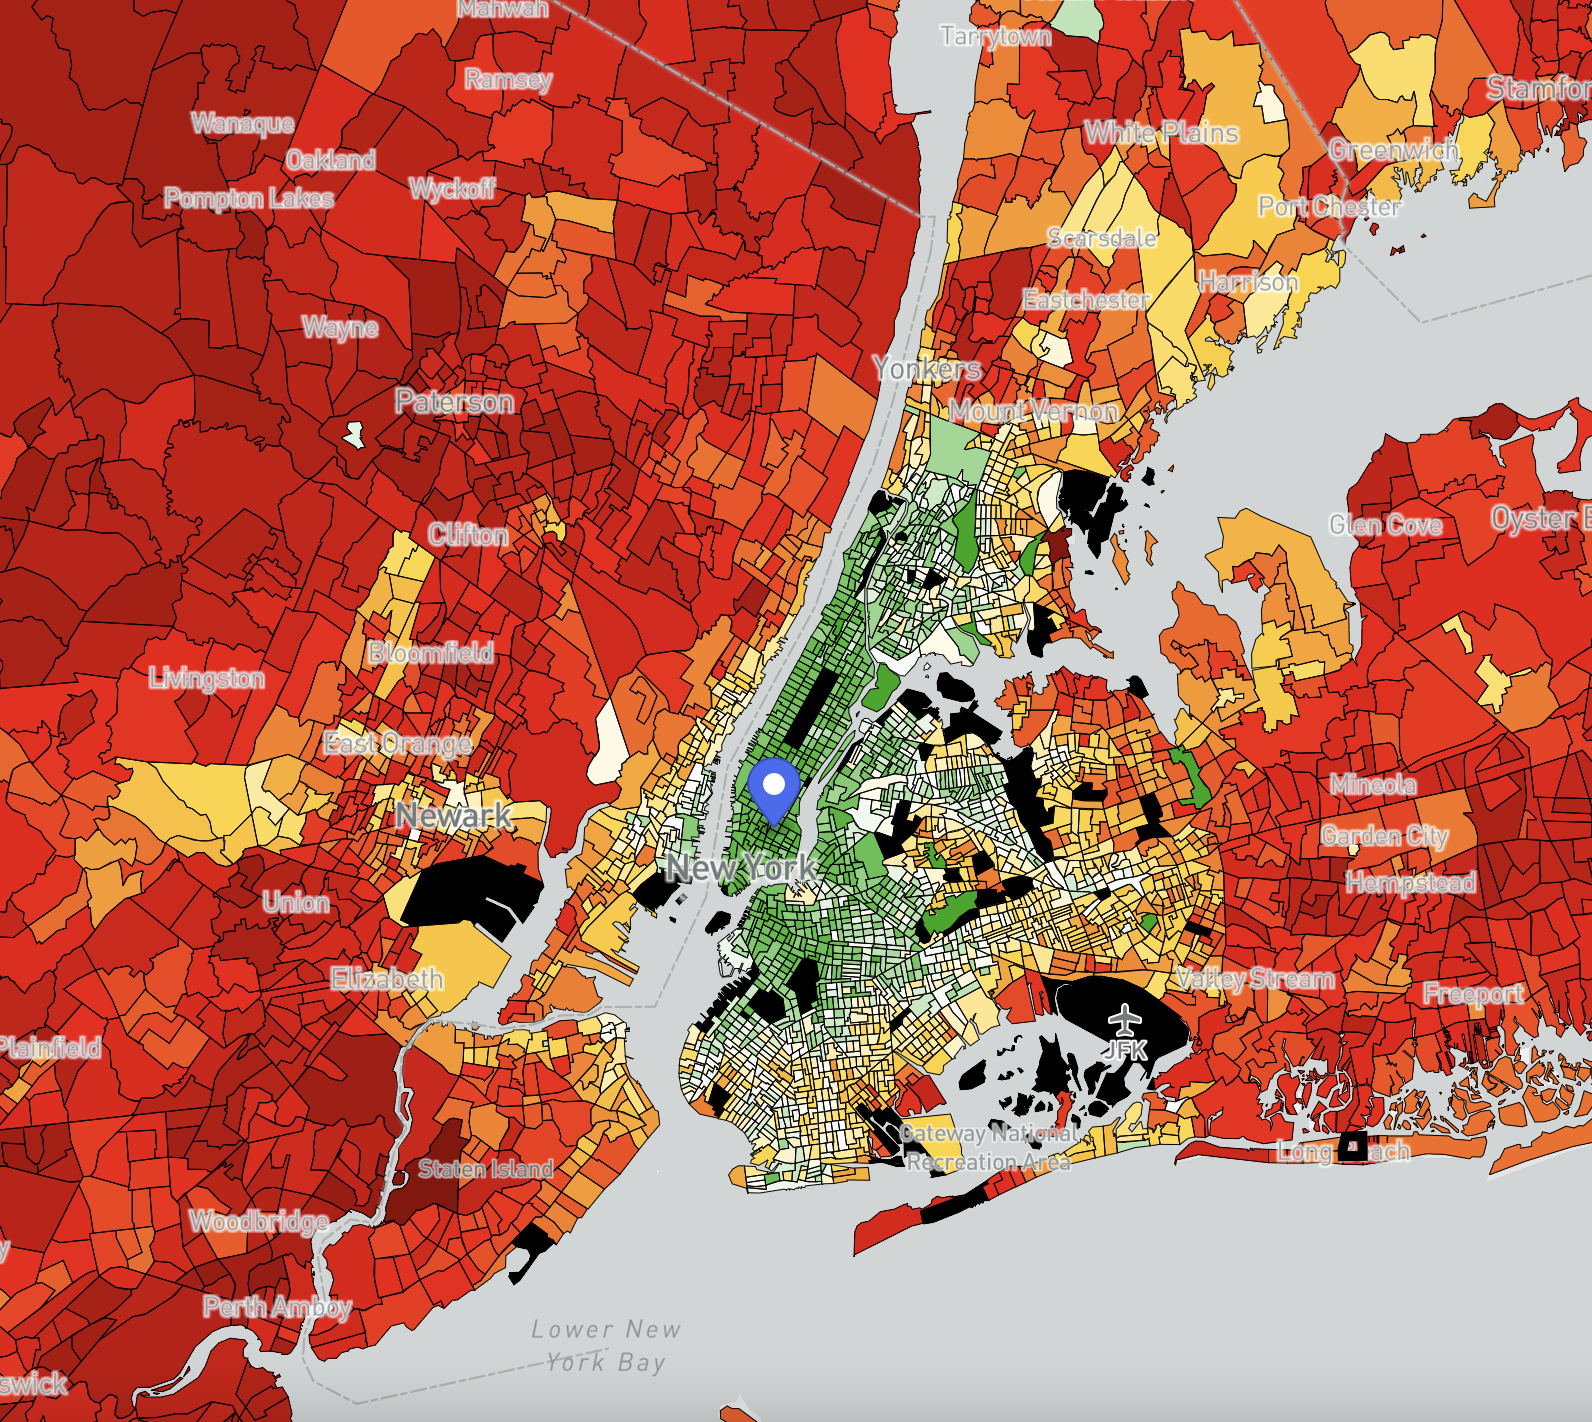 Mahwah
Tarrytown
Ramsey
Wanaque
White Plains
Oakland
Greenwich
Pompton Lakes
Wyckoff
Port Chester
Scarsdale
Harrison
Eastchester
Wayne
Yonkers
Paterson
Mount Vernon
Clifton
Glen Cove
Bloomfield
Livingston
East Orange
Mineola
Newark
Garden City
New York
Hempstead
Union
Elizabeth
Valley Stream
Freeport
JFK
Plainfield
Gateway National
Recreation Area
Long
ach
Staten Island
Woodbridge
Perth Amboy
Lower New
York Bay
swick